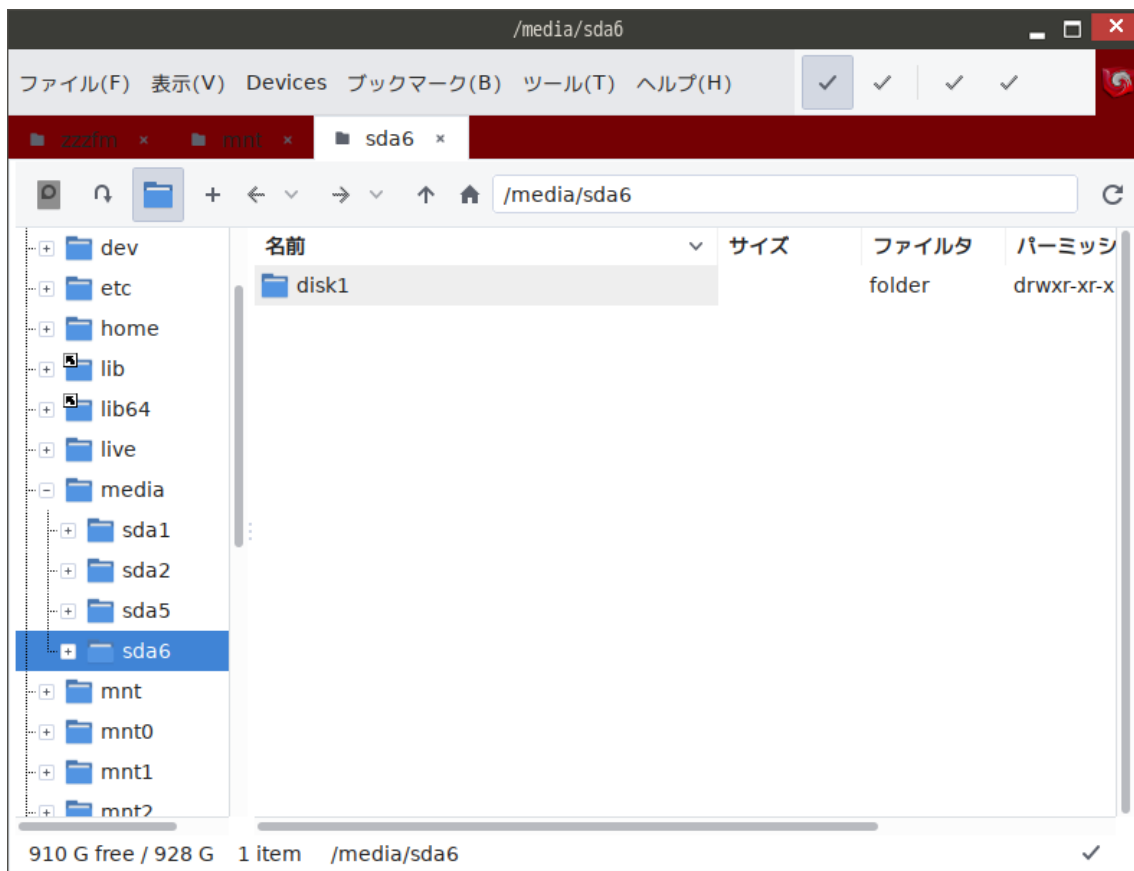 /media/sda6
ファイル(F) 表示(V) Devices ブックマーク(B) ツール(T) ヘルプ(H)
zzzfm mnt sda6
/media/sda6
dev
etc
home
lib
lib64
live
media
sda1
sda2
sda5
sda6
mnt
mnt0
mnt1
mnt2
名前 サイズ ファイルタ パーミッシ
disk1 folder drwxr-xr-x
910 G free / 928 G 1 item /media/sda6